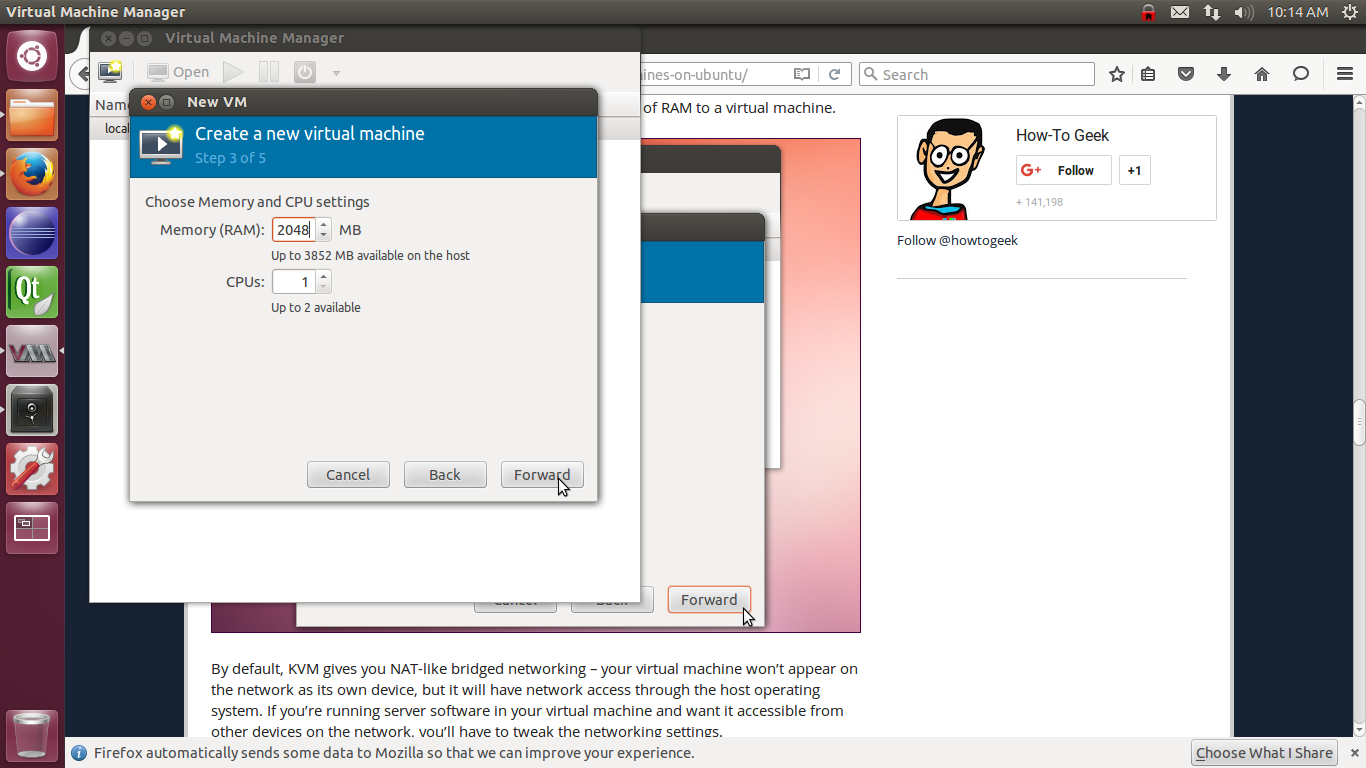 Virtual Machine Manager
10:14 AM
Virtual Machine Manager
Open
nes-on-ubuntu/
Search
Name
local
of RAM to a virtual machine.
New VM
Create a new virtual machine
Step 3 of 5
Choose Memory and CPU settings
Memory (RAM): 2048 MB
Up to 3852 MB available on the host
CPUs: 1
Up to 2 available
Cancel
Back
Forward
Forward
How-To Geek
G+ Follow
+1
+ 141,198
Follow @howtogeek
Qt
By default, KVM gives you NAT-like bridged networking – your virtual machine won’t appear on
the network as its own device, but it will have network access through the host operating
system. If you’re running server software in your virtual machine and want it accessible from
other devices on the network, you’ll have to tweak the networking settings.
Firefox automatically sends some data to Mozilla so that we can improve your experience.
Choose What I Share